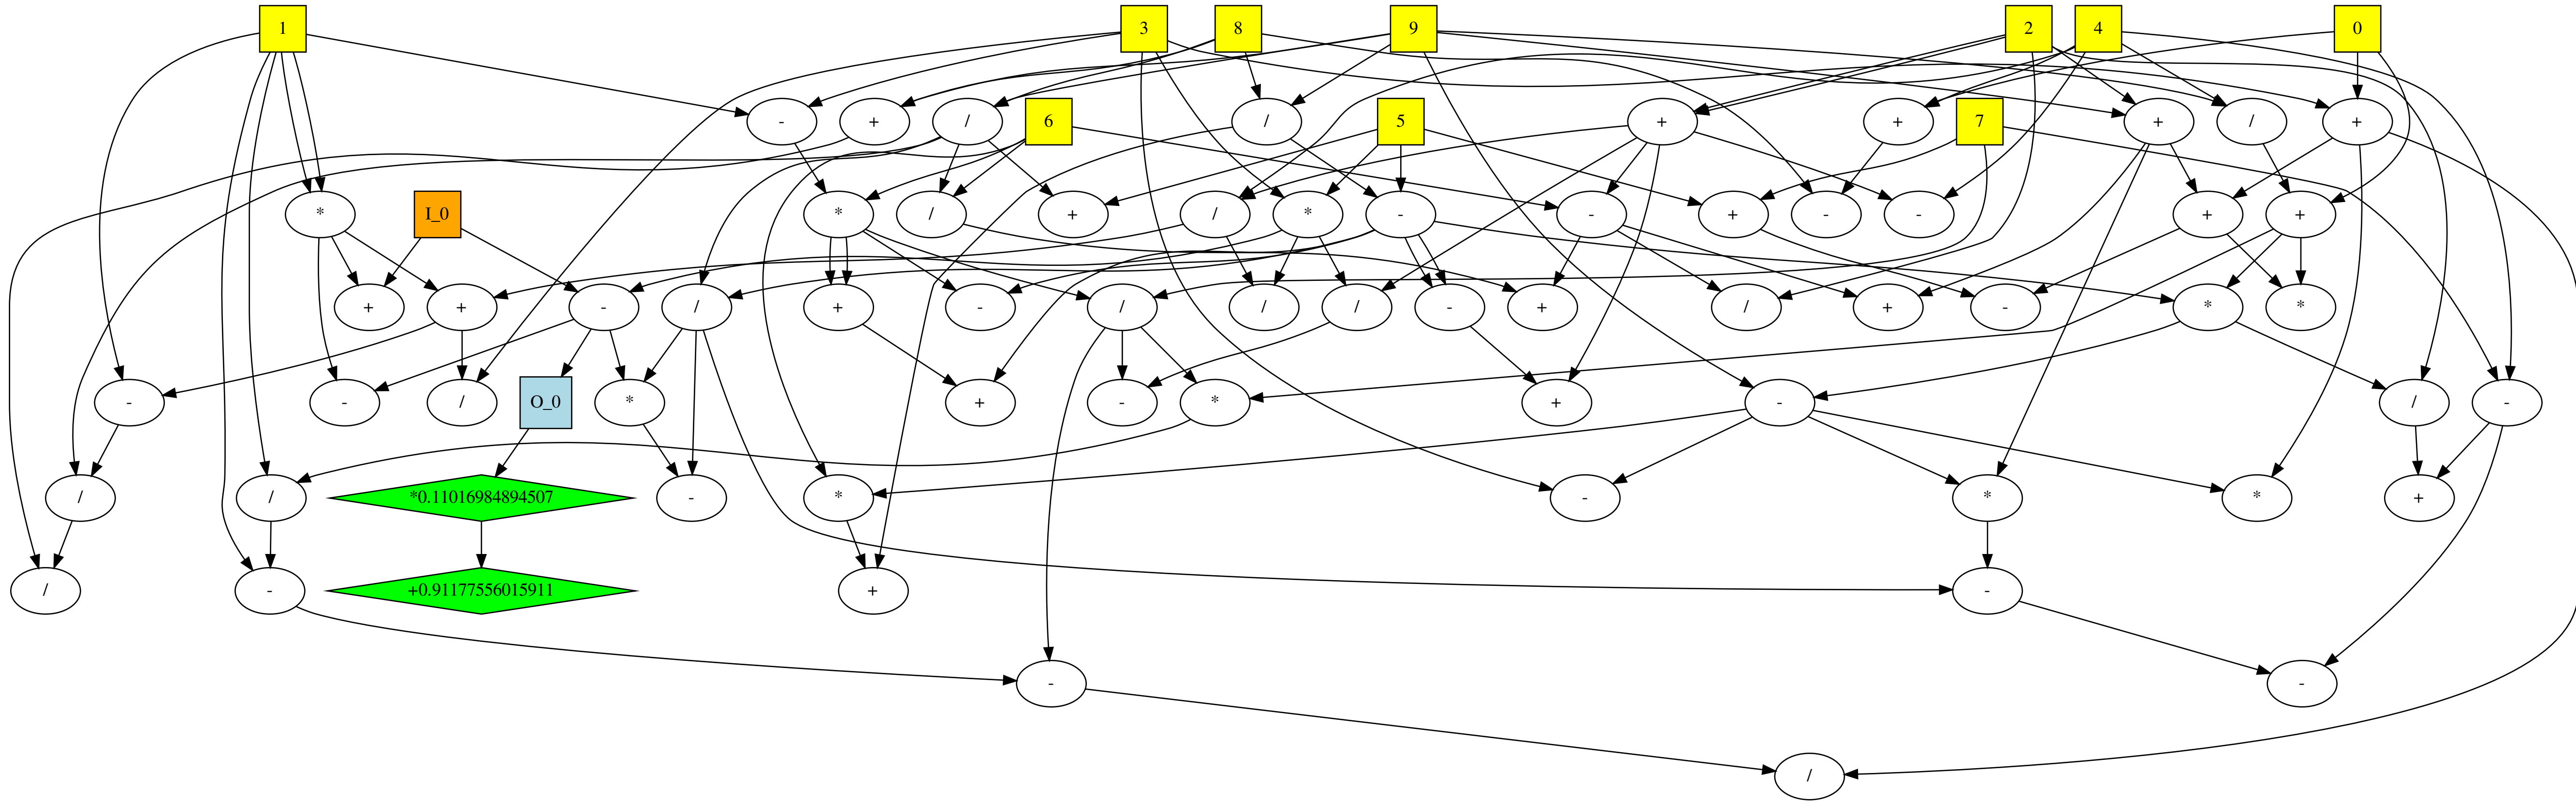 1 3 8 9 2 4 0
- + / 6 / 5 + + 7 + / +
* I_0 * / + / * - - + - - + +
+ + - / + - / / / - + / + - * *
- - / O_0 * + - * + - / -
/ / *0.11016984894507 - * - * * +
/ - +0.91177556015911 + -
- -
/